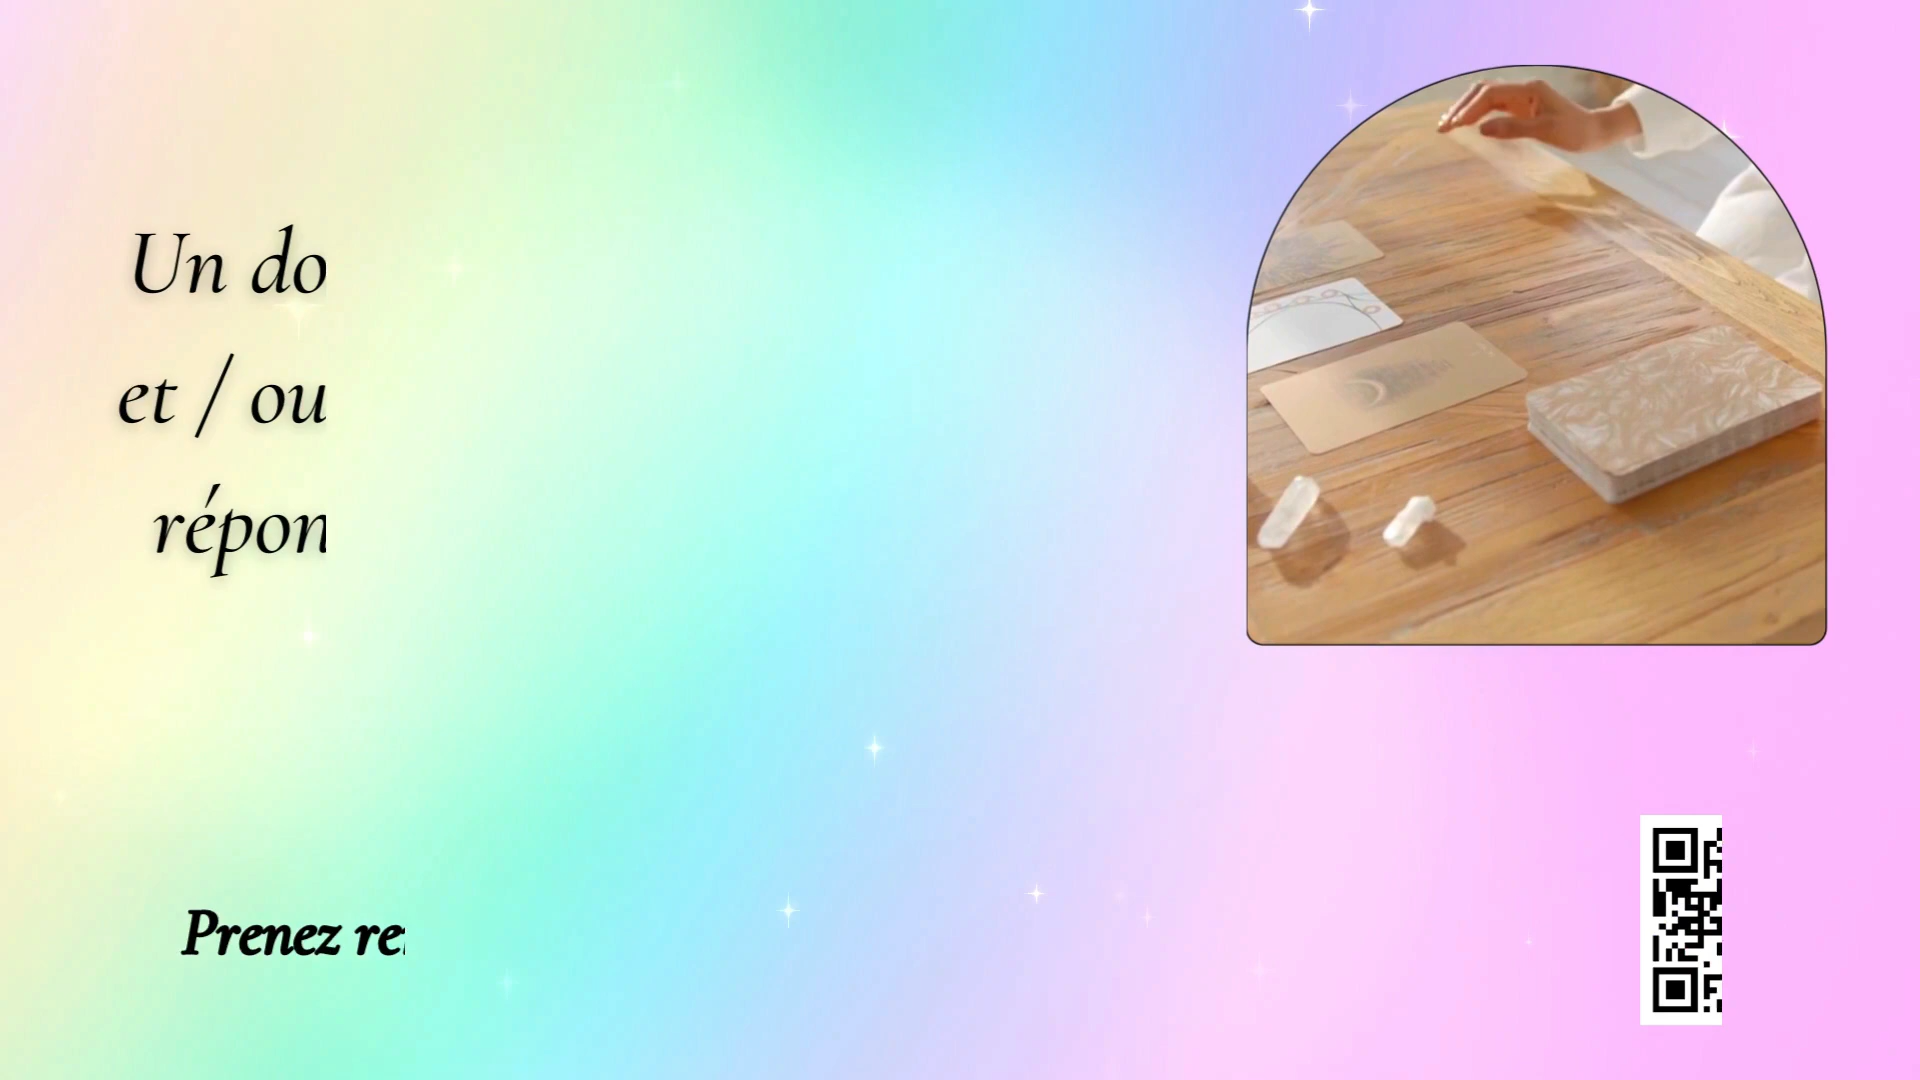 Un do
et / ou
répon
Prenez re